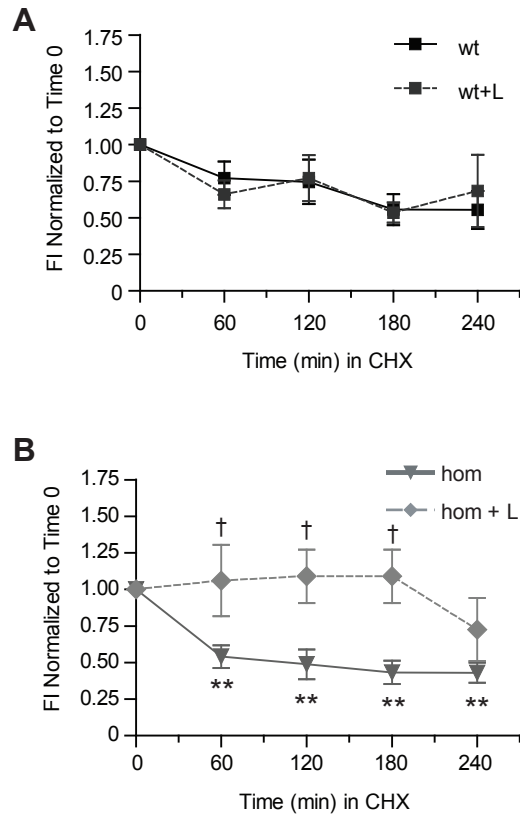 A
1.75
1.50
1.25
1.00
0.75
0.50
0.25
0
FI Normalized to Time 0
wt
wt+L
0 60 120 180 240
Time (min) in CHX
B
1.75
1.50
1.25
1.00
0.75
0.50
0.25
0
FI Normalized to Time 0
hom
hom + L
† † †
** ** ** **
0 60 120 180 240
Time (min) in CHX